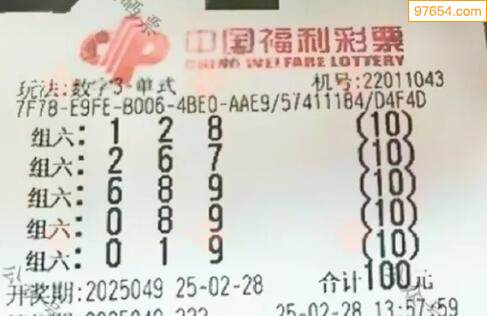 97654.com
中国福利彩票
CHINA WELFARE LOTTERY
玩法:数字3-单式 机号:22011043
7F78-E9FE-B006-4BE0-AAE9/57411184/D4F4D
组六: 1 2 8 (10)
组六: 2 6 7 (10)
组六: 6 8 9 (10)
组六: 0 8 9 (10)
组六: 0 1 9 (10)
开奖期:2025049 25-02-28 合计100元
25-02-28 13:57:59